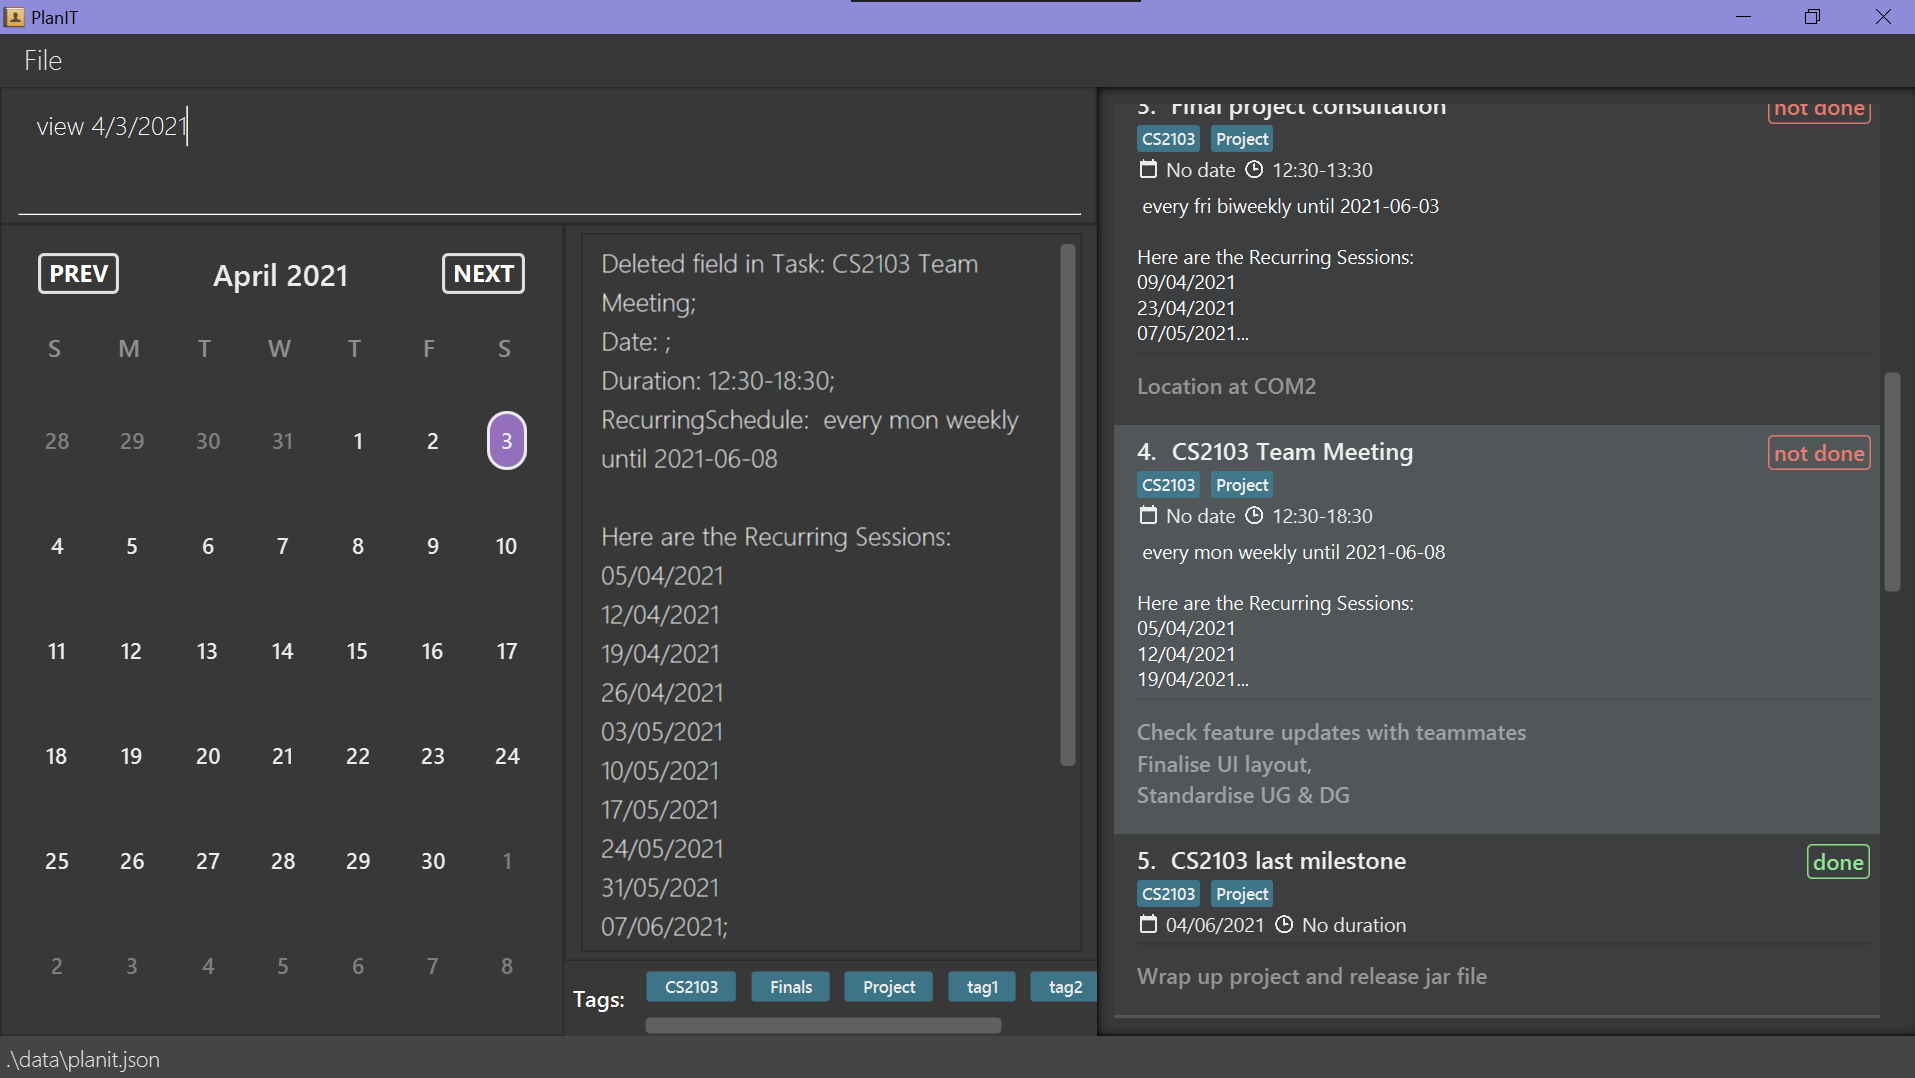 PlanIT
File
view 4/3/2021
PREV April 2021 NEXT
S M T W T F S
28 29 30 31 1 2 3
4 5 6 7 8 9 10
11 12 13 14 15 16 17
18 19 20 21 22 23 24
25 26 27 28 29 30 1
2 3 4 5 6 7 8
Deleted field in Task: CS2103 Team
Meeting;
Date: ;
Duration: 12:30-18:30;
RecurringSchedule:  every mon weekly
until 2021-06-08
Here are the Recurring Sessions:
05/04/2021
12/04/2021
19/04/2021
26/04/2021
03/05/2021
10/05/2021
17/05/2021
24/05/2021
31/05/2021
07/06/2021;
Tags: CS2103 Finals Project tag1 tag2
3. Final project consultation not done
CS2103 Project
No date 12:30-13:30
every fri biweekly until 2021-06-03
Here are the Recurring Sessions:
09/04/2021
23/04/2021
07/05/2021...
Location at COM2
4. CS2103 Team Meeting not done
CS2103 Project
No date 12:30-18:30
every mon weekly until 2021-06-08
Here are the Recurring Sessions:
05/04/2021
12/04/2021
19/04/2021...
Check feature updates with teammates
Finalise UI layout,
Standardise UG & DG
5. CS2103 last milestone done
CS2103 Project
04/06/2021 No duration
Wrap up project and release jar file
.\data\planit.json